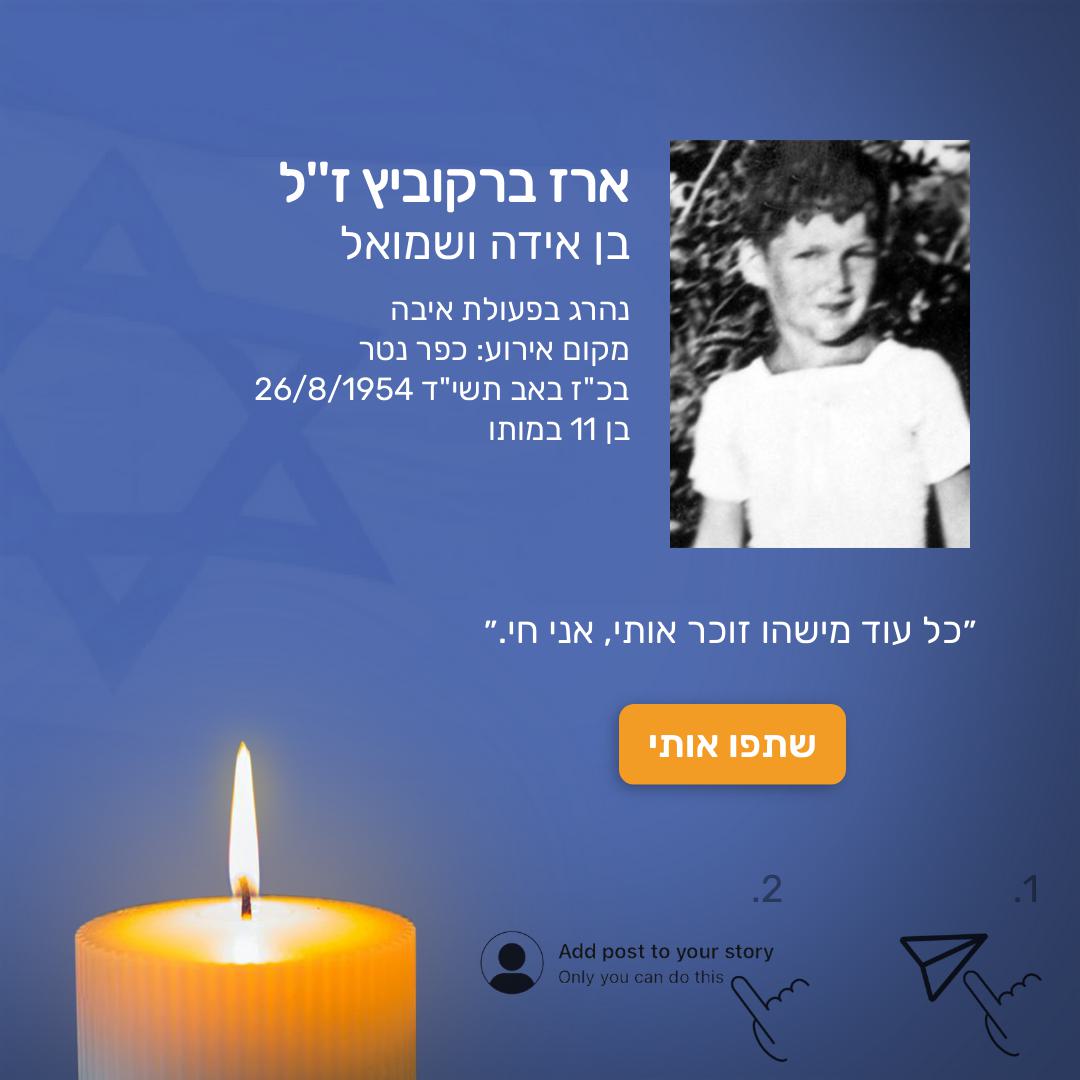 ארז ברקוביץ ז"ל
בן אידה ושמואל
נהרג בפעולת איבה
מקום אירוע: כפר נטר
בכ"ז באב תשי"ד 26/8/1954
בן 11 במותו
״כל עוד מישהו זוכר אותי, אני חי.״
שתפו אותי
.1
.2
Add post to your story
Only you can do this